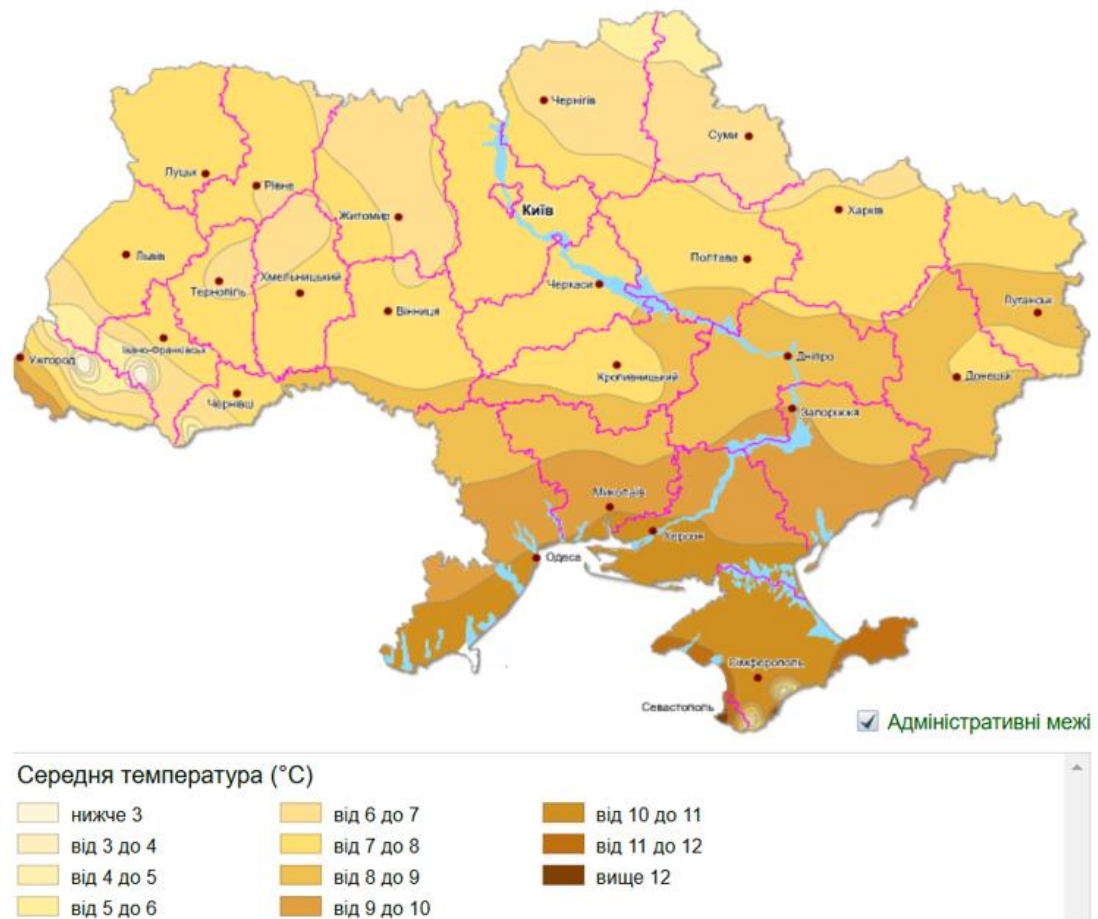 Чернігів
Суми
Луцьк
Рівне
Житомир
Київ
Харків
Львів
Хмельницький
Полтава
Тернопіль
Черкаси
Вінниця
Луганськ
Ужгород
Івано-Франківськ
Дніпро
Кропивницький
Донецьк
Чернівці
Запоріжжя
Миколаїв
Херсон
Одеса
Сімферополь
Севастополь
Адміністративні межі
Середня температура (°C)
нижче 3
від 3 до 4
від 4 до 5
від 5 до 6
від 6 до 7
від 7 до 8
від 8 до 9
від 9 до 10
від 10 до 11
від 11 до 12
вище 12